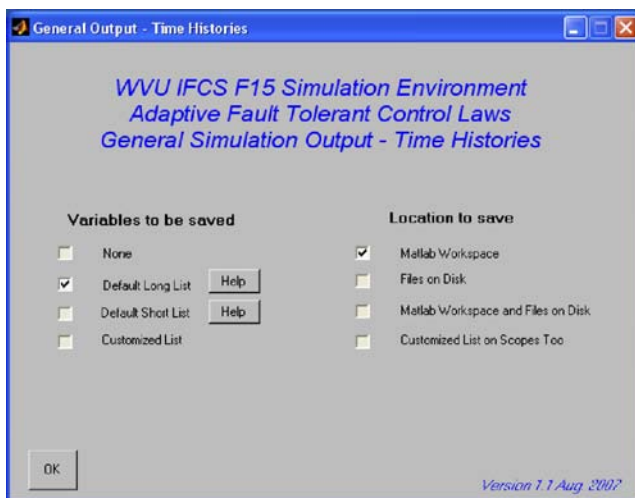 General Output - Time Histories
WVU IFCS F15 Simulation Environment
Adaptive Fault Tolerant Control Laws
General Simulation Output - Time Histories
Variables to be saved
None
Default Long List Help
Default Short List Help
Customized List
Location to save
Matlab Workspace
Files on Disk
Matlab Workspace and Files on Disk
Customized List on Scopes Too
OK
Version 1.1 Aug. 2007